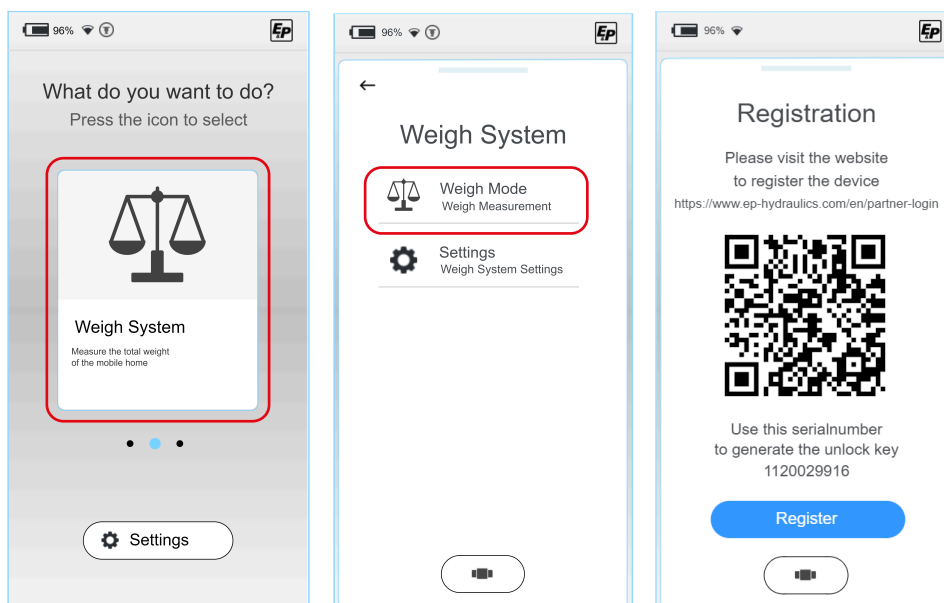 96%
EP
What do you want to do?
Press the icon to select
Weigh System
Measure the total weight
of the mobile home
Settings
96%
EP
Weigh System
Weigh Mode
Weigh Measurement
Settings
Weigh System Settings
96%
EP
Registration
Please visit the website
to register the device
https://www.ep-hydraulics.com/en/partner-login
Use this serialnumber
to generate the unlock key
1120029916
Register